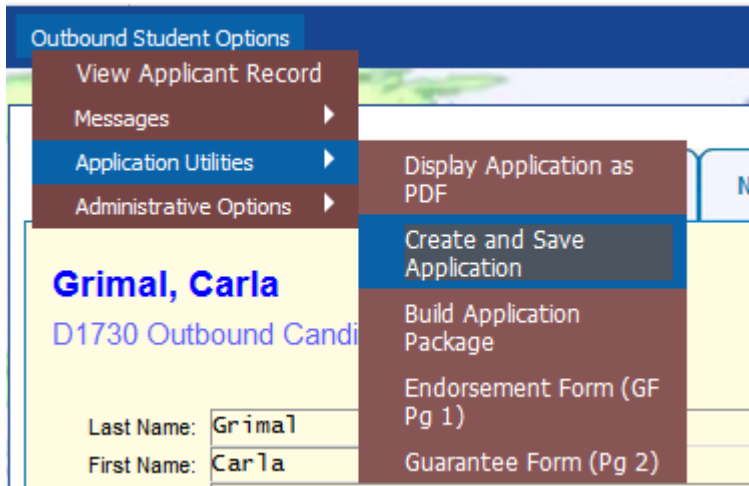 Outbound Student Options
View Applicant Record
Messages
Application Utilities
Administrative Options
Display Application as
PDF
Create and Save
Application
Build Application
Package
Endorsement Form (GF
Pg 1)
Guarantee Form (Pg 2)
N
Grimal, Carla
D1730 Outbound Candi
Last Name: Grimal
First Name: Carla